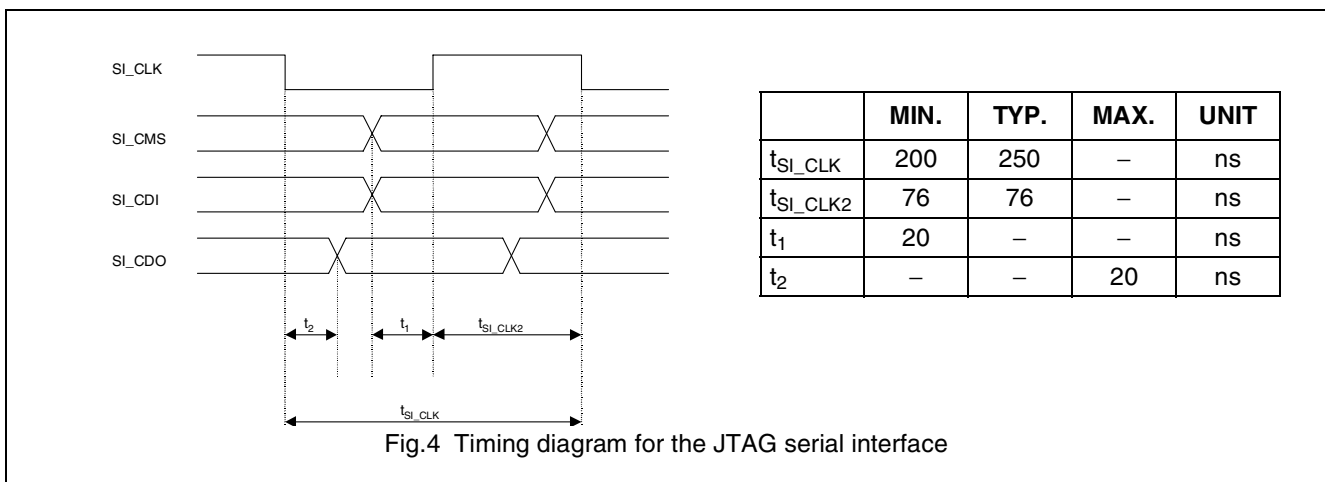 SI_CLK
SI_CMS
SI_CDI
SI_CDO
t2 t1 tSI_CLK2
tSI_CLK
MIN. TYP. MAX. UNIT
tSI_CLK 200 250 – ns
tSI_CLK2 76 76 – ns
t1 20 – – ns
t2 – – 20 ns
Fig.4 Timing diagram for the JTAG serial interface